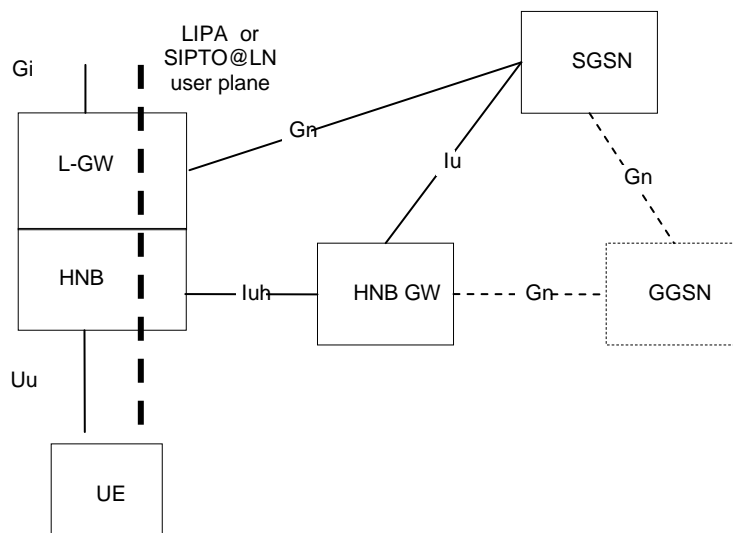 LIPA or
SIPTO@LN
user plane
Gi
SGSN
Gn
L-GW
Iu
Gn
HNB
Iuh
HNB GW
Gn
GGSN
Uu
UE